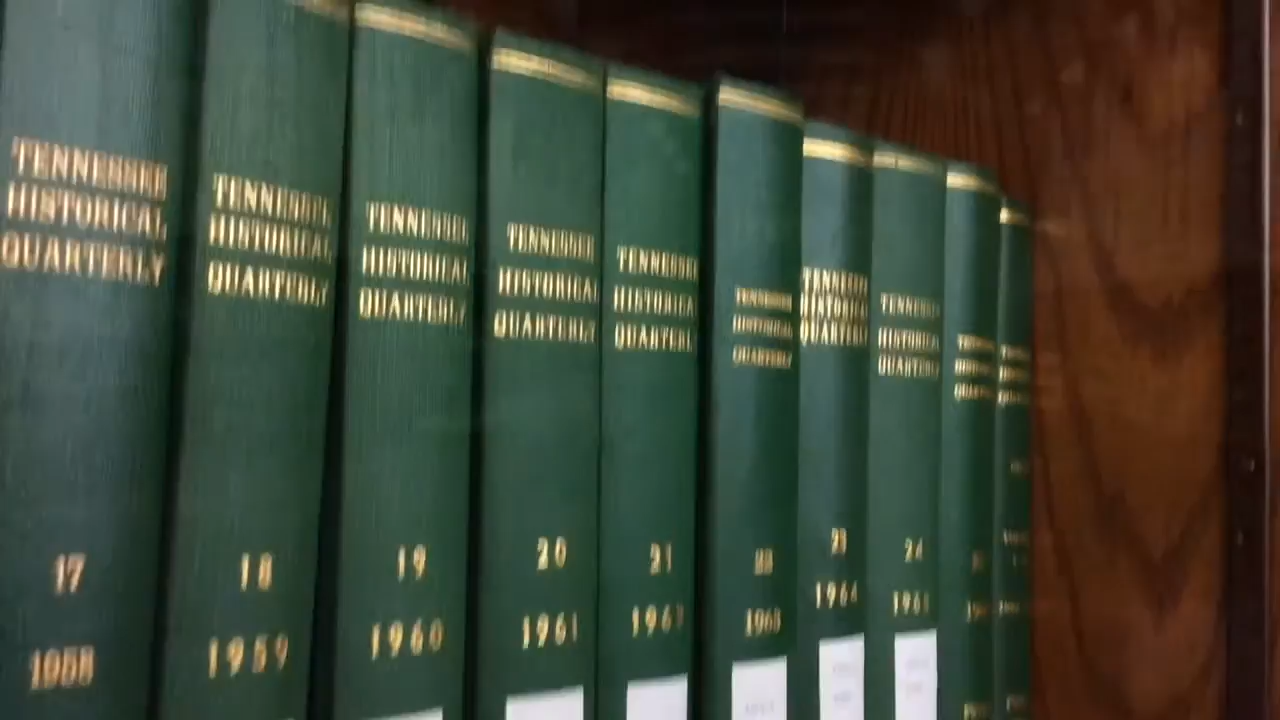 TENNESSEE
HISTORICAL
QUARTERLY
17
1958
TENNESSEE
HISTORICAL
QUARTERLY
18
1959
TENNESSEE
HISTORICAL
QUARTERLY
19
1960
TENNESSEE
HISTORICAL
QUARTERLY
20
1961
TENNESSEE
HISTORICAL
QUARTERLY
21
1962
TENNESSEE
HISTORICAL
QUARTERLY
22
1963
TENNESSEE
HISTORICAL
QUARTERLY
23
1964
TENNESSEE
HISTORICAL
QUARTERLY
24
1965